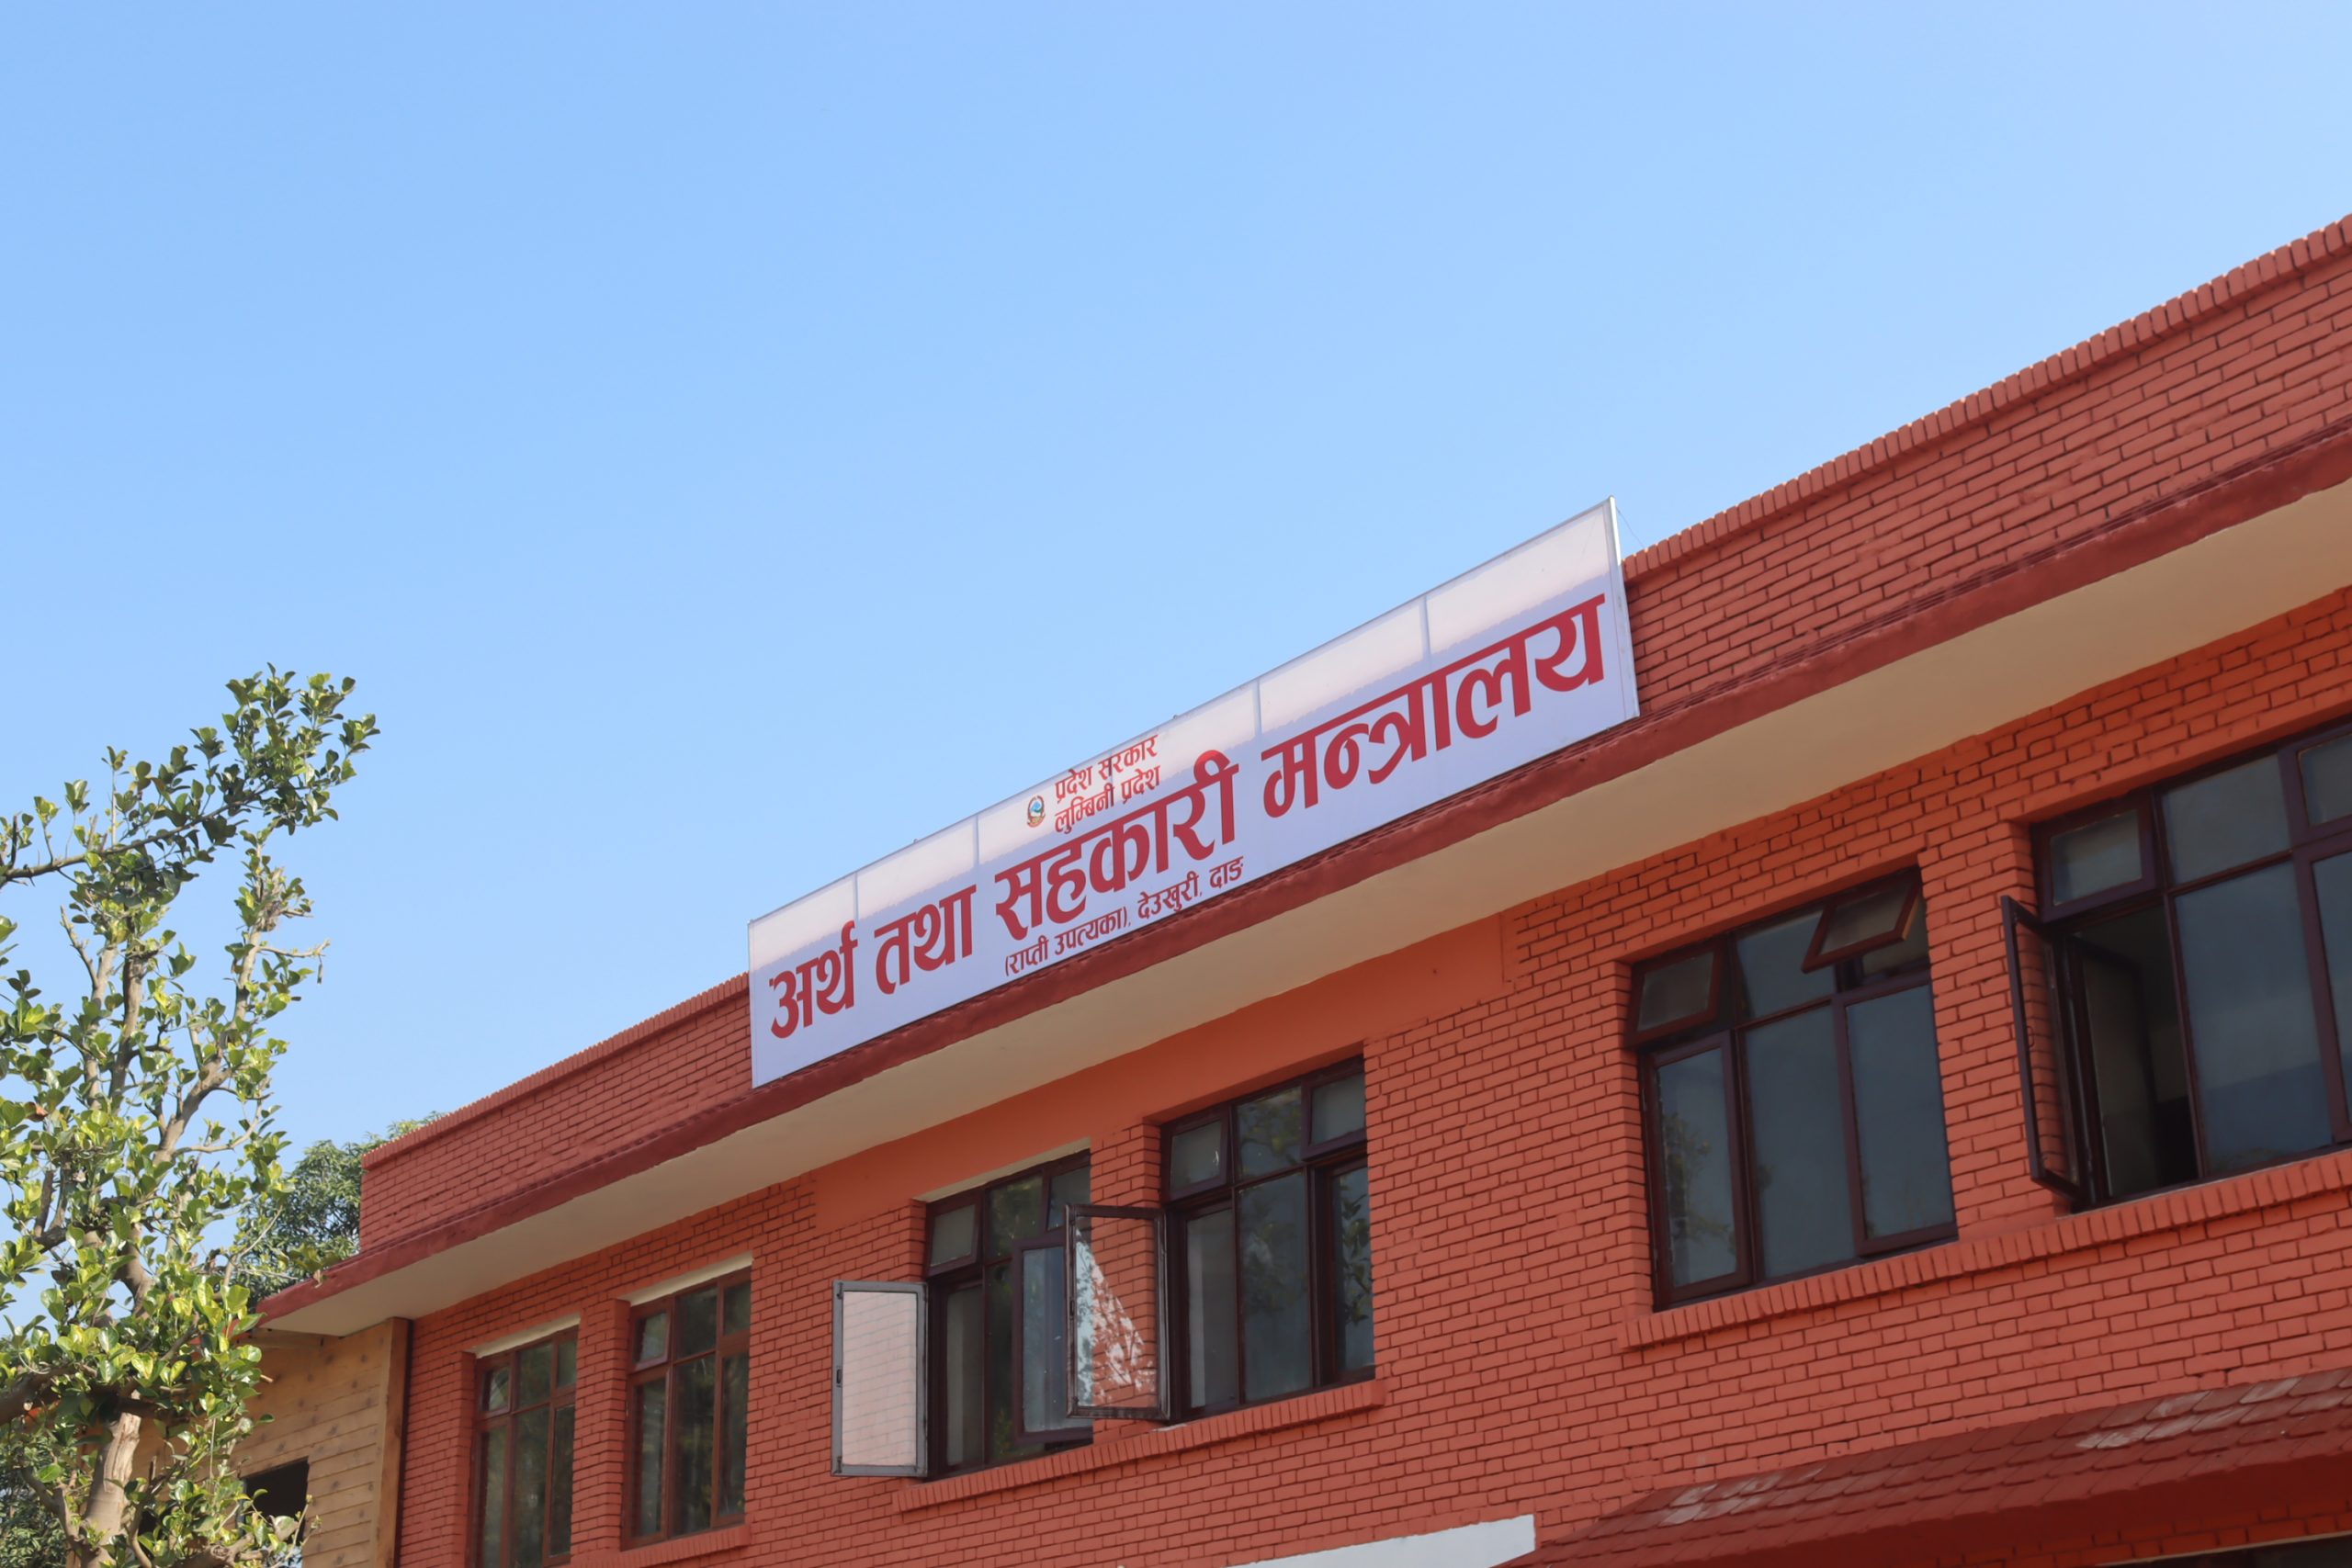 प्रदेश सरकार
लुम्बिनी प्रदेश
अर्थ तथा सहकारी मन्त्रालय
(राप्ती उपत्यका), देउखुरी, दाङ